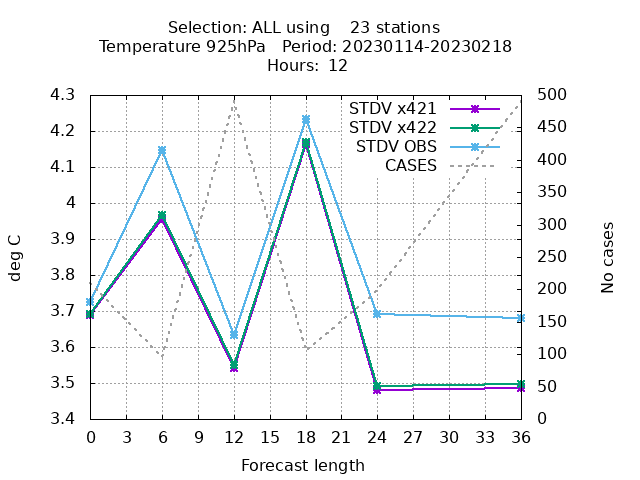 Selection: ALL using    23 stations
Temperature 925hPa   Period: 20230114-20230218
Hours:  12
STDV x421
STDV x422
STDV OBS
CASES
4.3
4.2
4.1
4
3.9
3.8
3.7
3.6
3.5
3.4
deg C
500
450
400
350
300
250
200
150
100
50
0
No cases
0 3 6 9 12 15 18 21 24 27 30 33 36
Forecast length